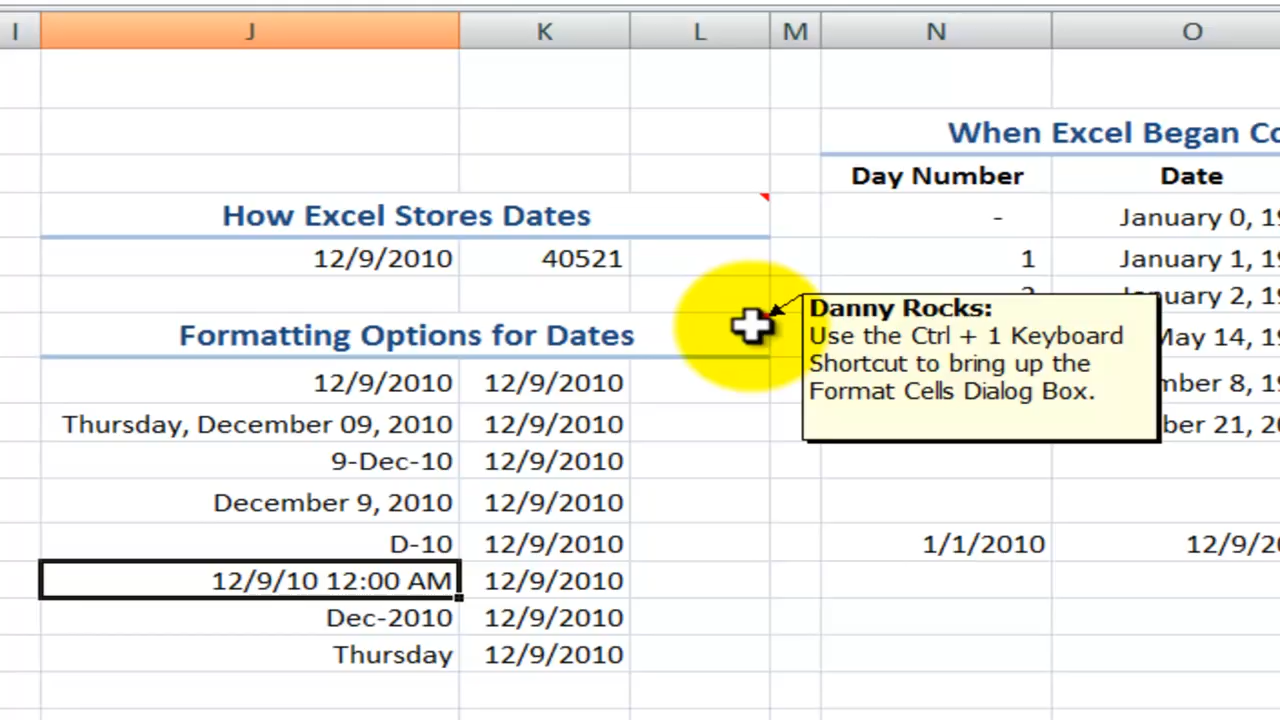 I J K L M N O
When Excel Began Co
Day Number Date
How Excel Stores Dates - January 0, 19
12/9/2010 40521 1 January 1, 19
uary 2, 19
Formatting Options for Dates May 14, 19
Danny Rocks:
Use the Ctrl + 1 Keyboard
Shortcut to bring up the
Format Cells Dialog Box.
12/9/2010 12/9/2010 mber 8, 19
Thursday, December 09, 2010 12/9/2010 ber 21, 20
9-Dec-10 12/9/2010
December 9, 2010 12/9/2010
D-10 12/9/2010 1/1/2010 12/9/20
12/9/10 12:00 AM 12/9/2010
Dec-2010 12/9/2010
Thursday 12/9/2010